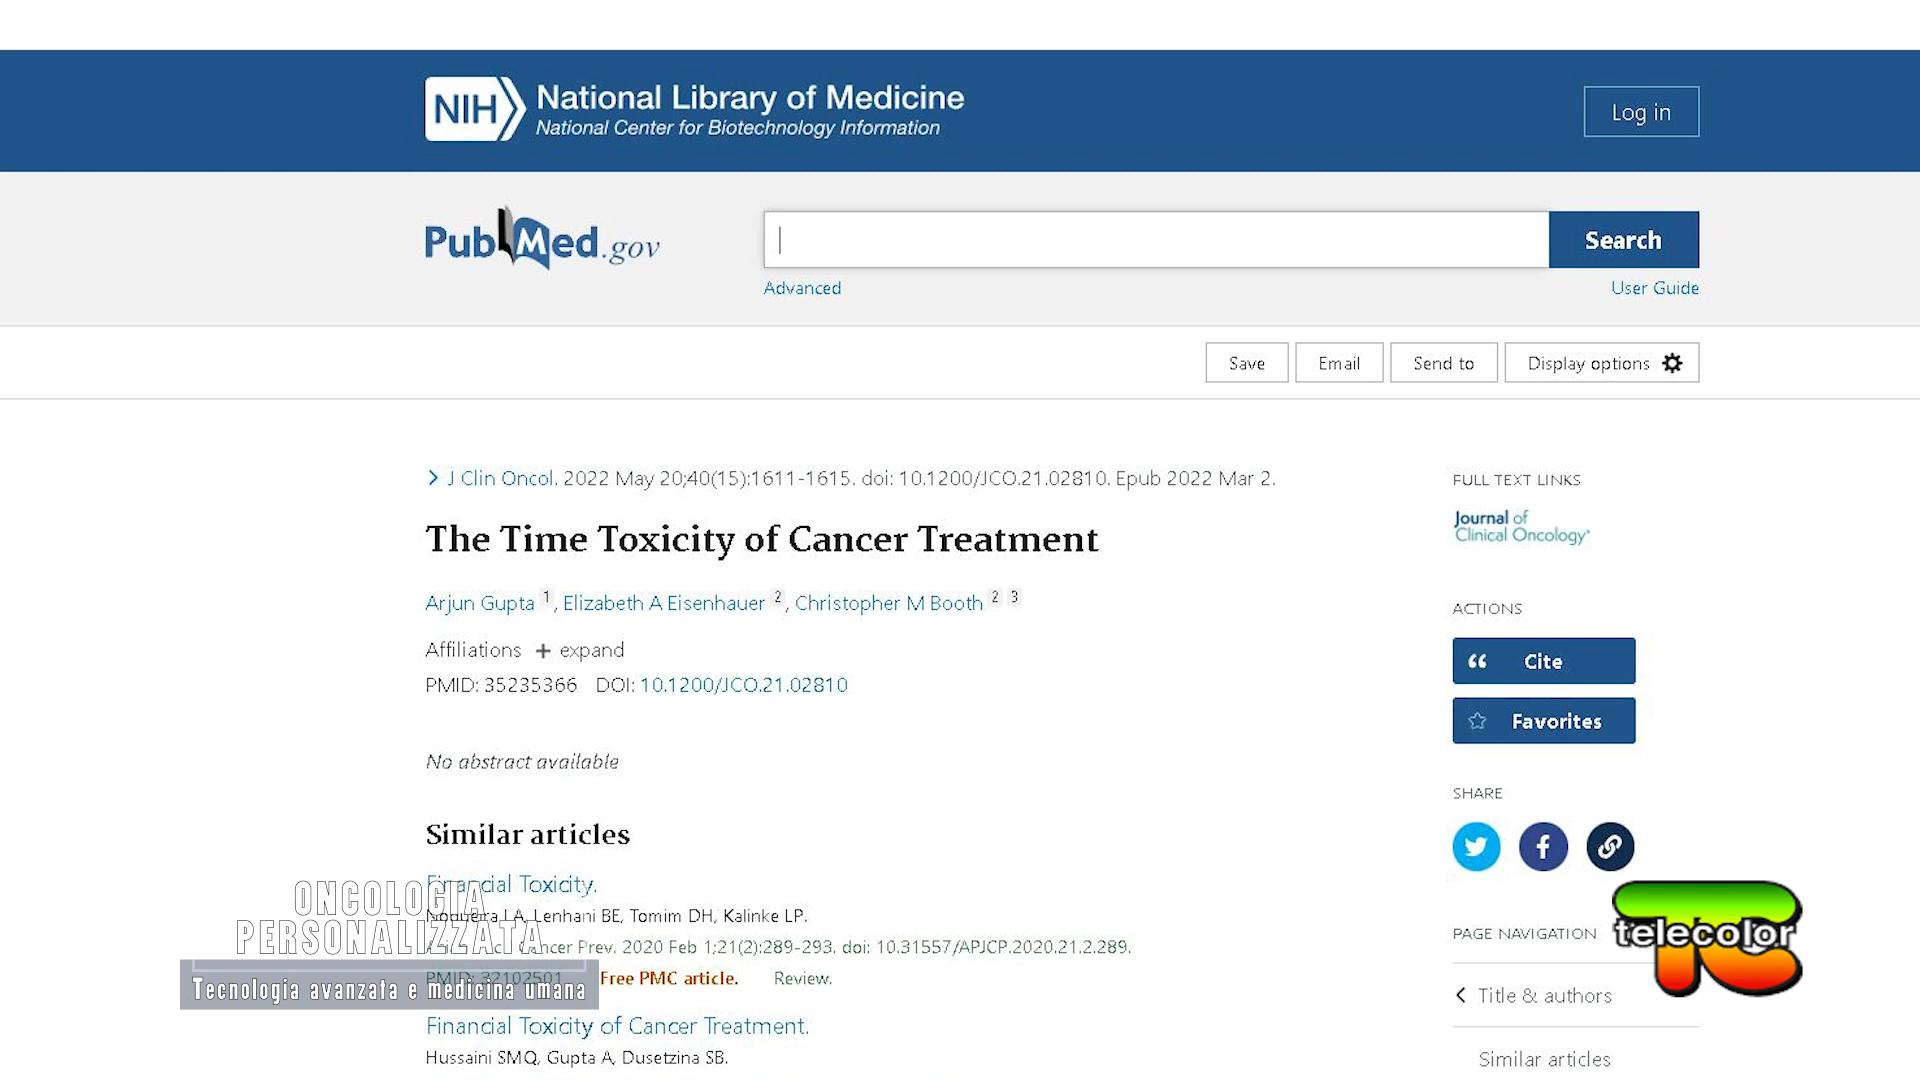 NIH National Library of Medicine
National Center for Biotechnology Information
Log in
PubMed.gov
Search
Advanced
User Guide
Save
Email
Send to
Display options
J Clin Oncol. 2022 May 20;40(15):1611-1615. doi: 10.1200/JCO.21.02810. Epub 2022 Mar 2.
The Time Toxicity of Cancer Treatment
Arjun Gupta 1, Elizabeth A Eisenhauer 2, Christopher M Booth 2 3
Affiliations + expand
PMID: 35235366 DOI: 10.1200/JCO.21.02810
No abstract available
Similar articles
Financial Toxicity.
Nogueira LA, Lenhani BE, Tomim DH, Kalinke LP.
Cancer Prev. 2020 Feb 1;21(2):289-293. doi: 10.31557/APJCP.2020.21.2.289.
PMID: 32102501 Free PMC article. Review.
Financial Toxicity of Cancer Treatment.
Hussaini SMQ, Gupta A, Dusetzina SB.
FULL TEXT LINKS
Journal of
Clinical Oncology
ACTIONS
Cite
Favorites
SHARE
PAGE NAVIGATION
Title & authors
Similar articles
ONCOLOGIA
PERSONALIZZATA
Tecnologia avanzata e medicina umana
telecolor